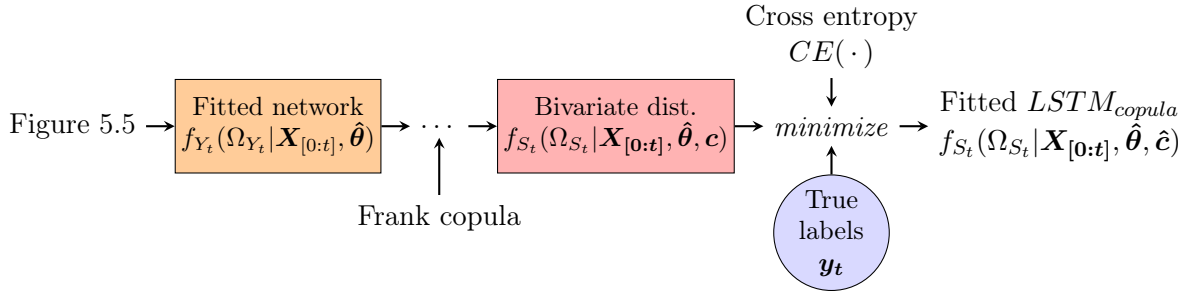 Cross entropy
CE(·)
Figure 5.5
Fitted network
f_{Y_t}(Ω_{Y_t}|X_{[0:t]}, θ̂)
...
Frank copula
Bivariate dist.
f_{S_t}(Ω_{S_t}|X_{[0:t]}, θ̂, c)
minimize
True
labels
y_t
Fitted LSTM_{copula}
f_{S_t}(Ω_{S_t}|X_{[0:t]}, θ̂, ĉ)